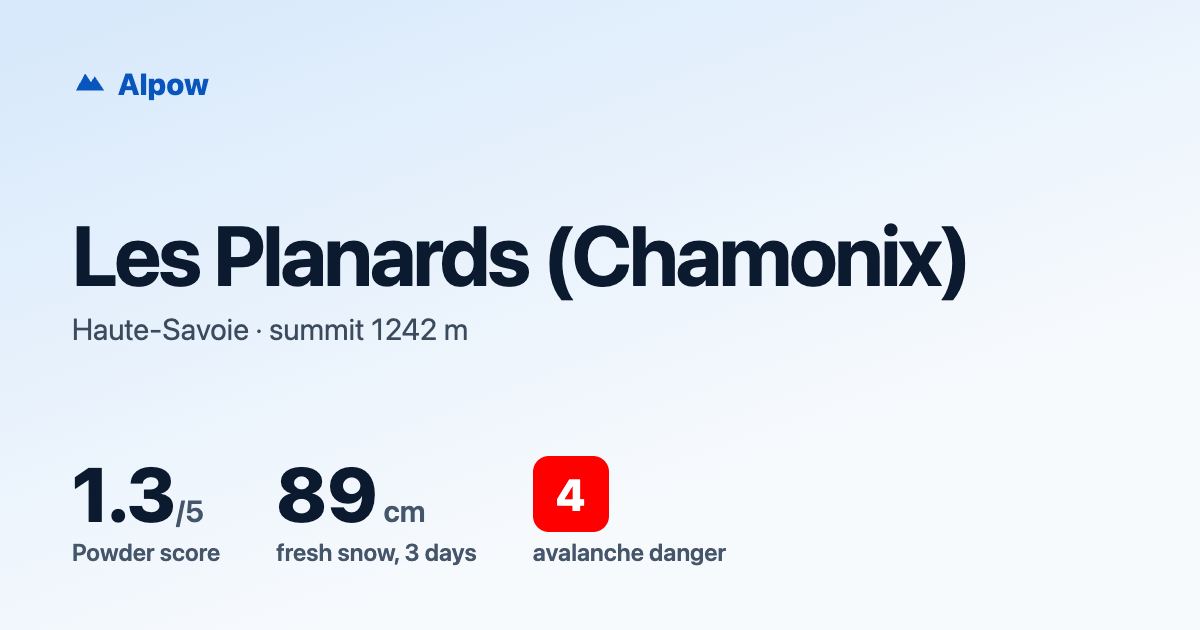 Alpow
Les Planards (Chamonix)
Haute-Savoie · summit 1242 m
1.3/5
Powder score
89 cm
fresh snow, 3 days
4
avalanche danger